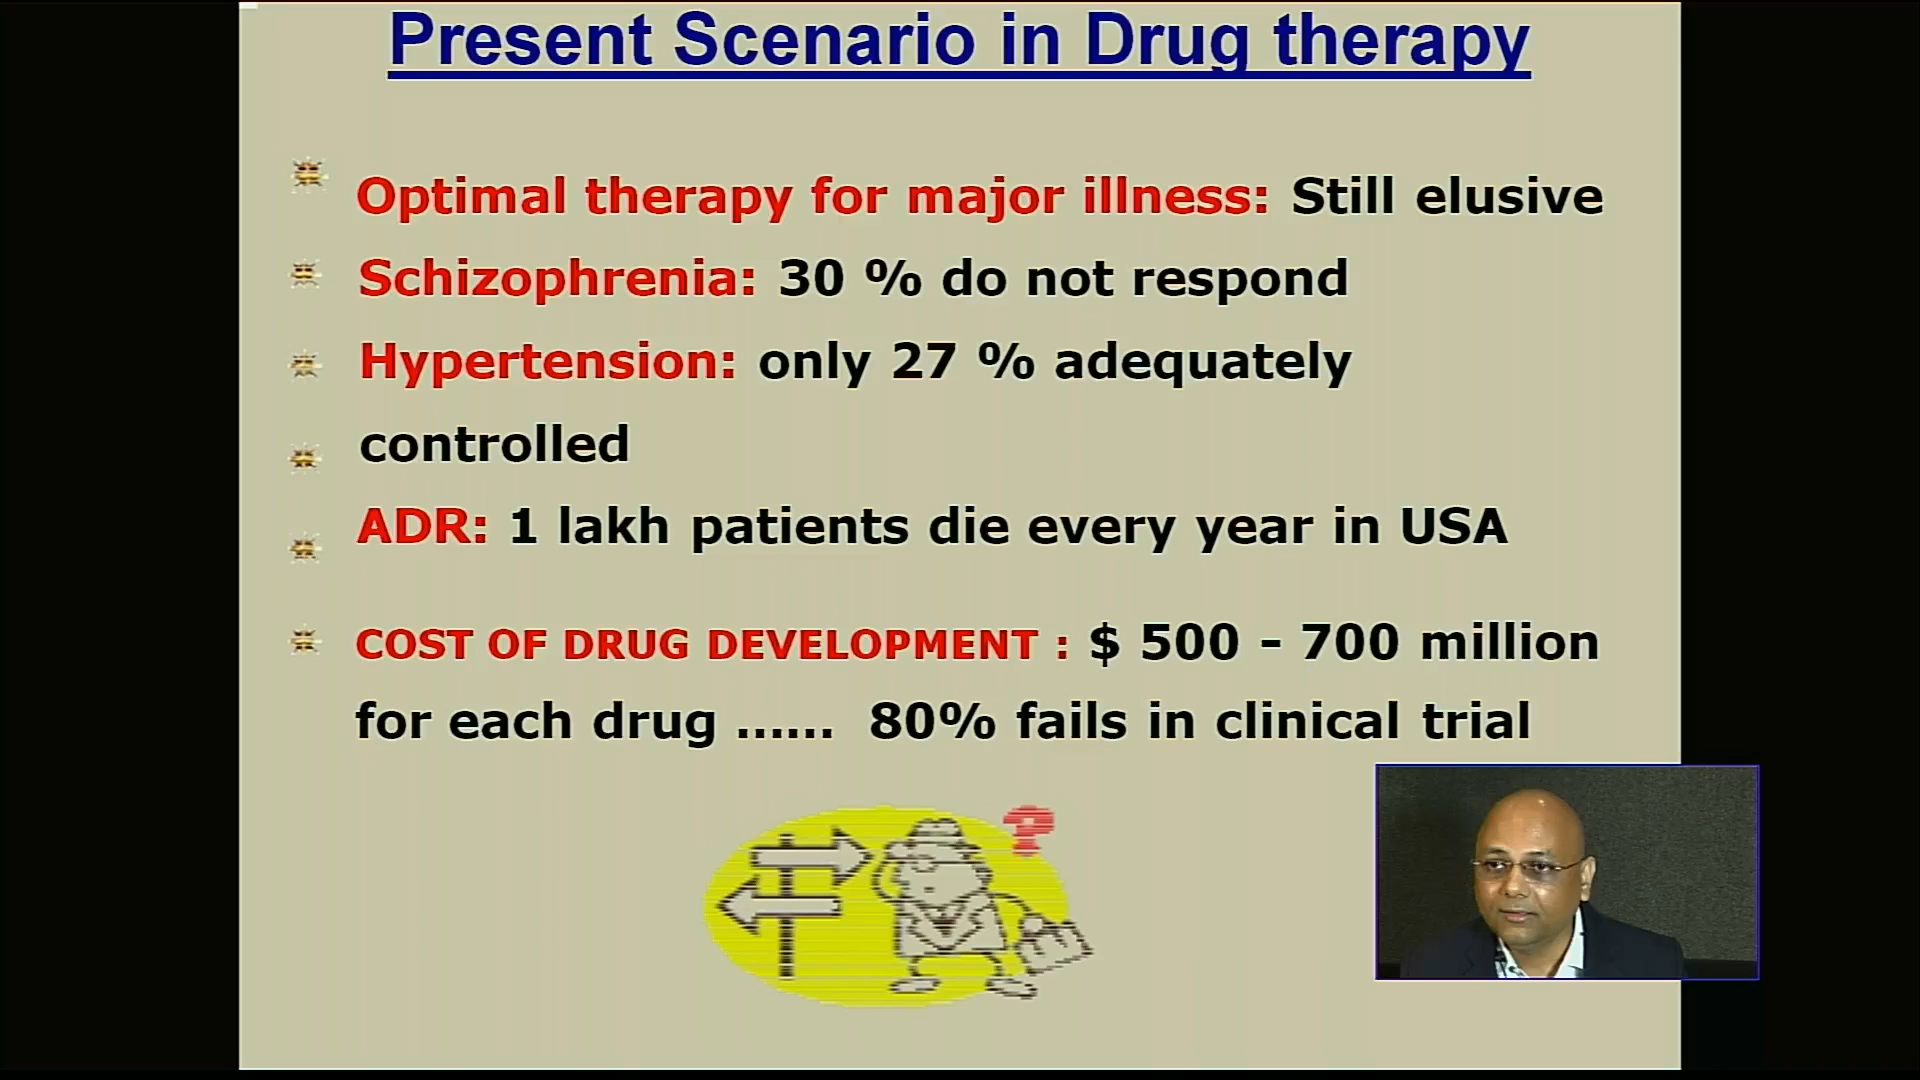 Present Scenario in Drug therapy
Optimal therapy for major illness: Still elusive
Schizophrenia: 30 % do not respond
Hypertension: only 27 % adequately
controlled
ADR: 1 lakh patients die every year in USA
COST OF DRUG DEVELOPMENT : $ 500 - 700 million
for each drug ...... 80% fails in clinical trial
?